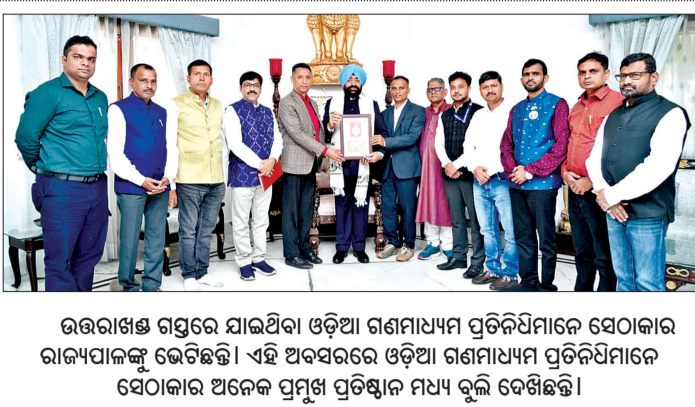 ଉତ୍ତରାଖଣ୍ଡ ଗସ୍ତରେ ଯାଇଥିବା ଓଡ଼ିଆ ଗଣମାଧ୍ୟମ ପ୍ରତିନିଧିମାନେ ସେଠାକାର
ରାଜ୍ୟପାଳଙ୍କୁ ଭେଟିଛନ୍ତି। ଏହି ଅବସରରେ ଓଡ଼ିଆ ଗଣମାଧ୍ୟମ ପ୍ରତିନିଧିମାନେ
ସେଠାକାର ଅନେକ ପ୍ରମୁଖ ପ୍ରତିଷ୍ଠାନ ମଧ୍ୟ ବୁଲି ଦେଖିଛନ୍ତି।